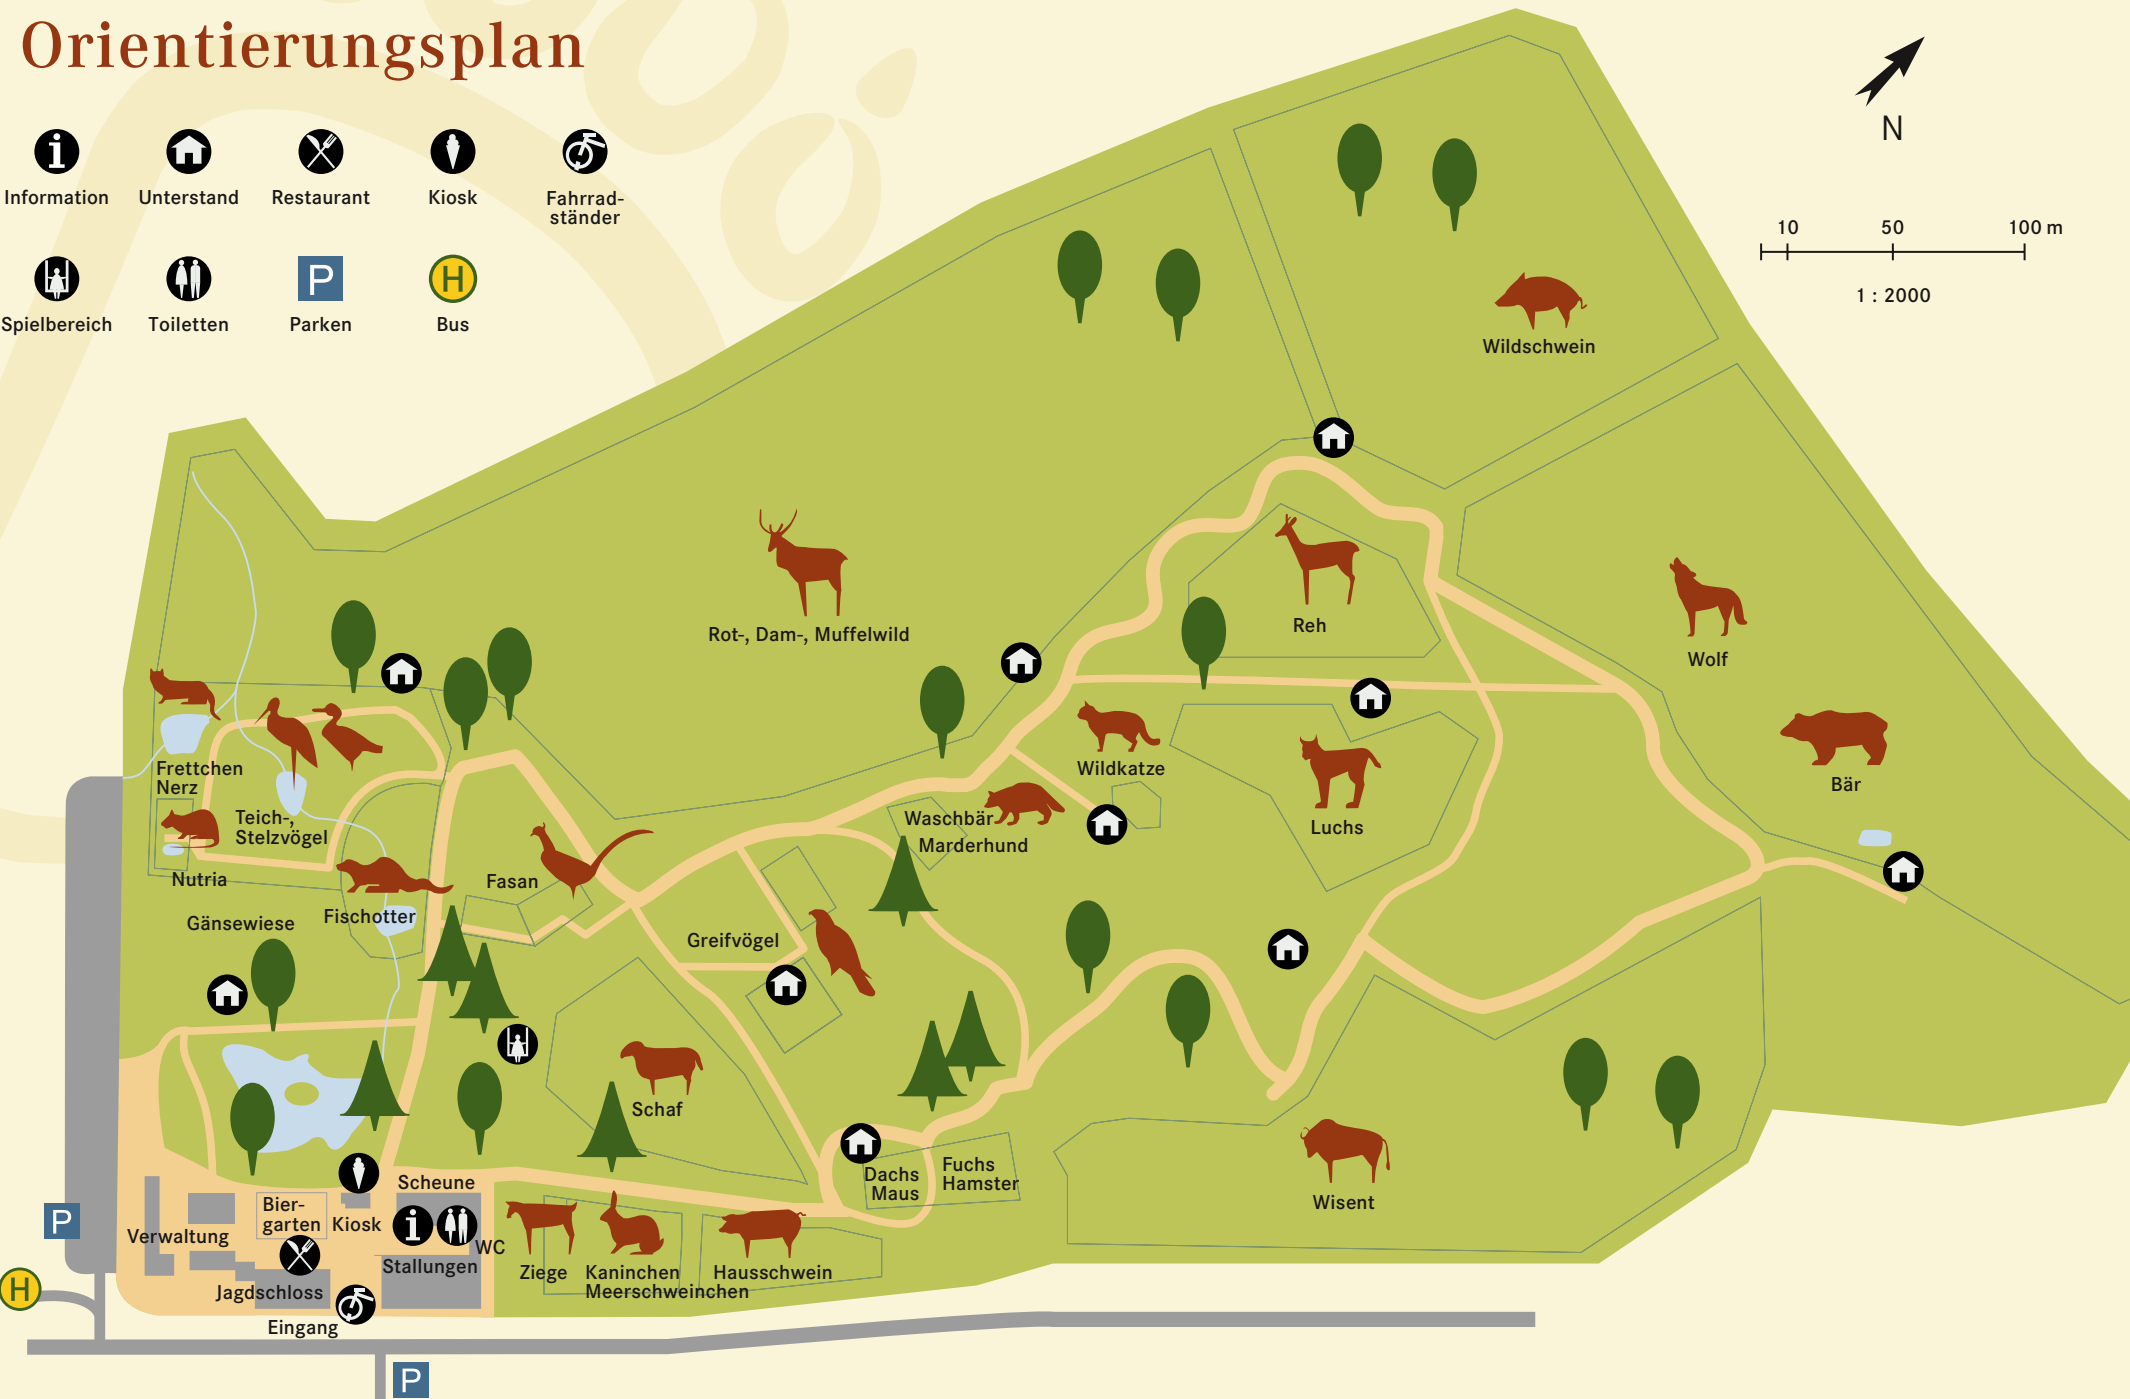 Orientierungsplan
Information
Unterstand
Restaurant
Kiosk
Fahrrad-
ständer
Spielbereich
Toiletten
P
Parken
H
Bus
N
10 50 100 m
1 : 2000
Wildschwein
Rot-, Dam-, Muffelwild
Reh
Wolf
Bär
Wildkatze
Luchs
Waschbär
Marderhund
Frettchen
Nerz
Teich-,
Stelzvögel
Nutria
Fasan
Fischotter
Gänsewiese
Greifvögel
Schaf
Dachs
Maus
Fuchs
Hamster
Wisent
Scheune
Bier-
garten
Kiosk
Verwaltung
WC
Stallungen
Ziege
Kaninchen
Meerschweinchen
Hausschwein
Jagdschloss
Eingang
P
H
P